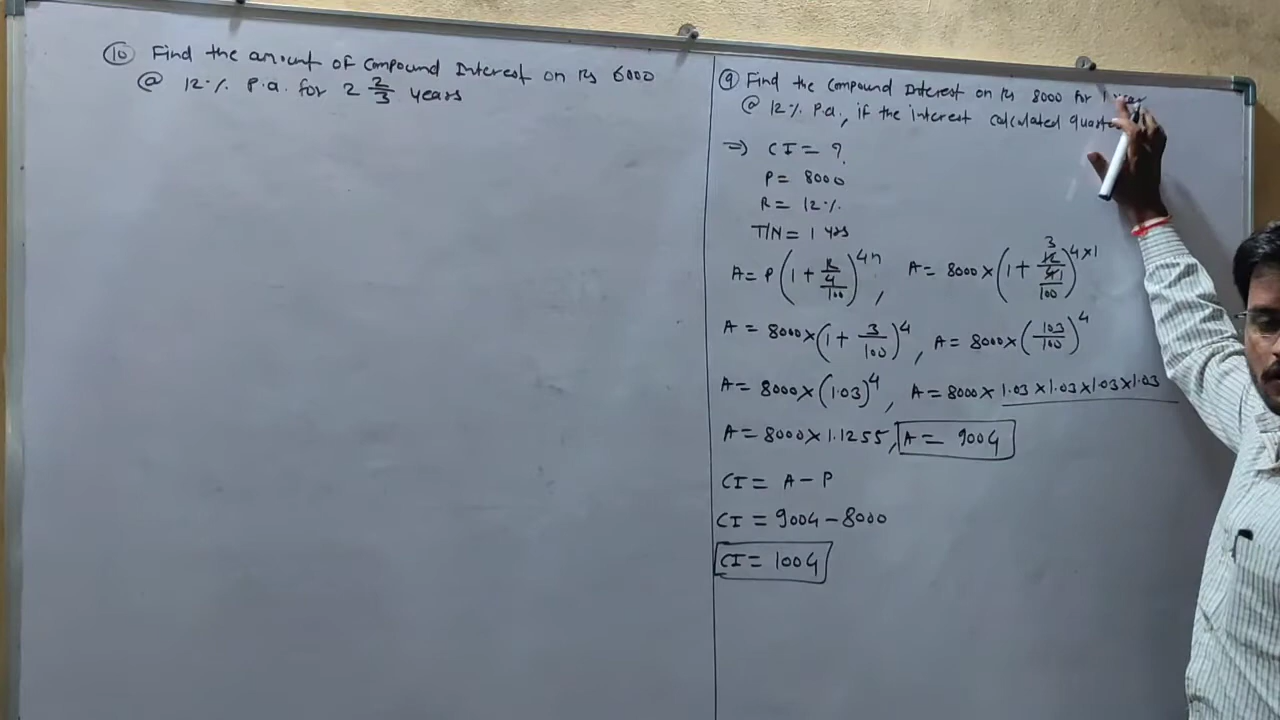 ⑩ Find the amount of Compound Interest on Rs 6000
@ 12% P.a. for 2 2/3 years
⑨ Find the Compound Interest on Rs 8000 for 1 year
@ 12% P.a., if the interest calculated
⇒ CI = ?
P = 8000
R = 12%
T/N = 1 yrs
A = P(1 + R/4/100)^4n, A = 8000 × (1 + 12/4/100)^4×1
A = 8000 × (1 + 3/100)^4, A = 8000 × (103/100)^4
A = 8000 × (1.03)^4, A = 8000 × 1.03 × 1.03 × 1.03 × 1.03
A = 8000 × 1.1255, A = 9004
CI = A - P
CI = 9004 - 8000
CI = 1004